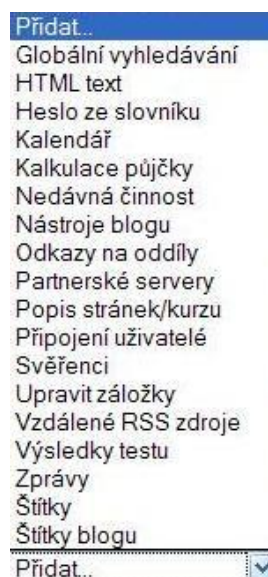 Přidat...
Globální vyhledávání
HTML text
Heslo ze slovníku
Kalendář
Kalkulace půjčky
Nedávná činnost
Nástroje blogu
Odkazy na oddíly
Partnerské servery
Popis stránek/kurzu
Připojení uživatelé
Svěřenci
Upravit záložky
Vzdálené RSS zdroje
Výsledky testu
Zprávy
Štítky
Štítky blogu
Přidat...